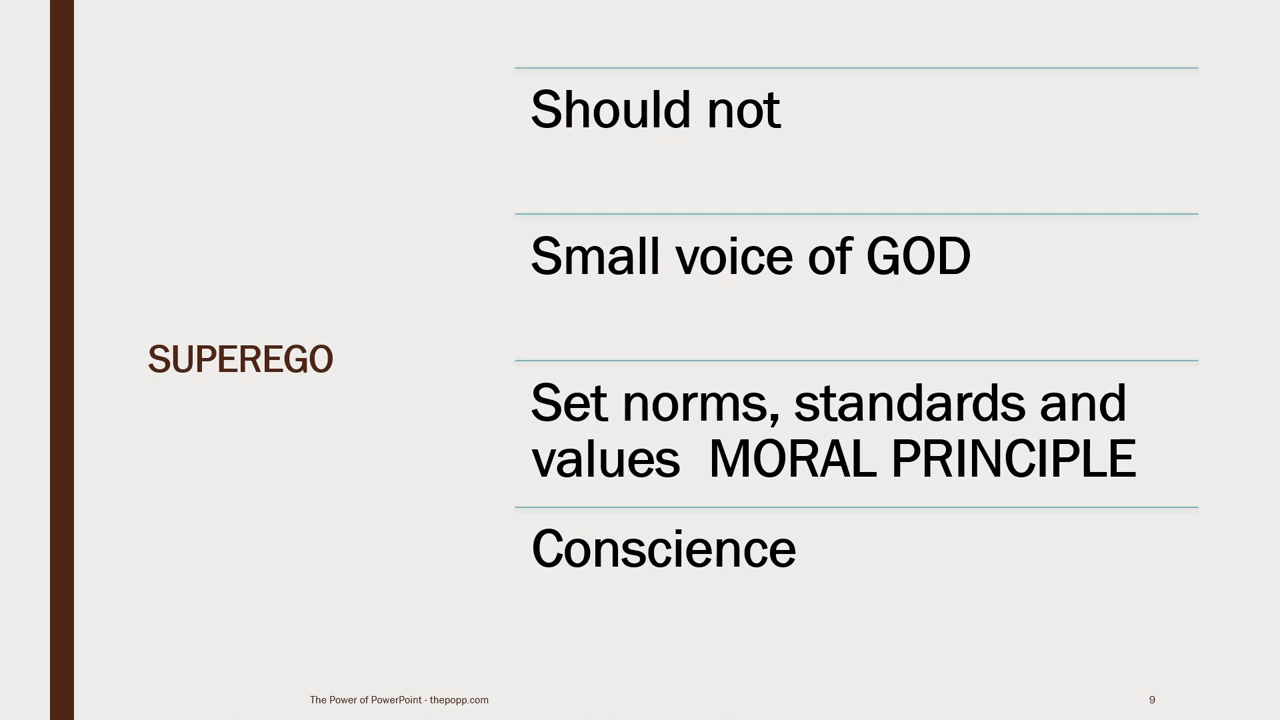 SUPEREGO
Should not
Small voice of GOD
Set norms, standards and
values  MORAL PRINCIPLE
Conscience
The Power of PowerPoint - thepopp.com
9